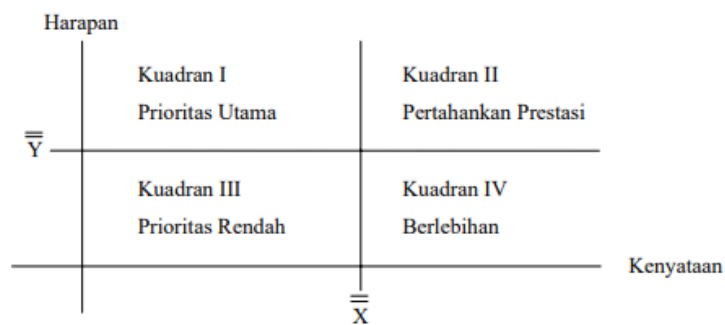 Harapan
Kuadran I
Prioritas Utama
Kuadran II
Pertahankan Prestasi
Y
Kuadran III
Prioritas Rendah
Kuadran IV
Berlebihan
Kenyataan
X